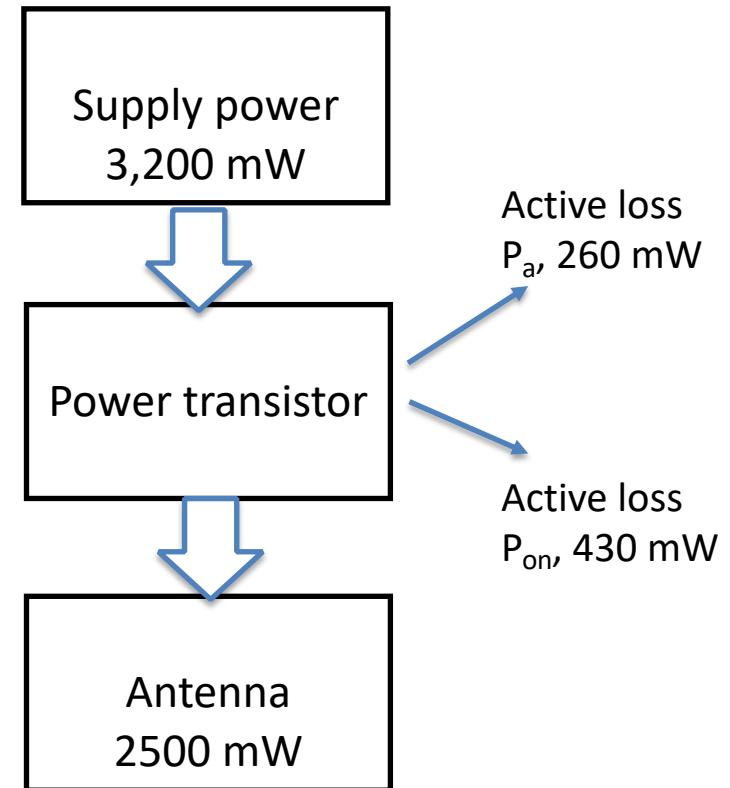 Supply power
3,200 mW
Active loss
Pa, 260 mW
Power transistor
Active loss
Pon, 430 mW
Antenna
2500 mW